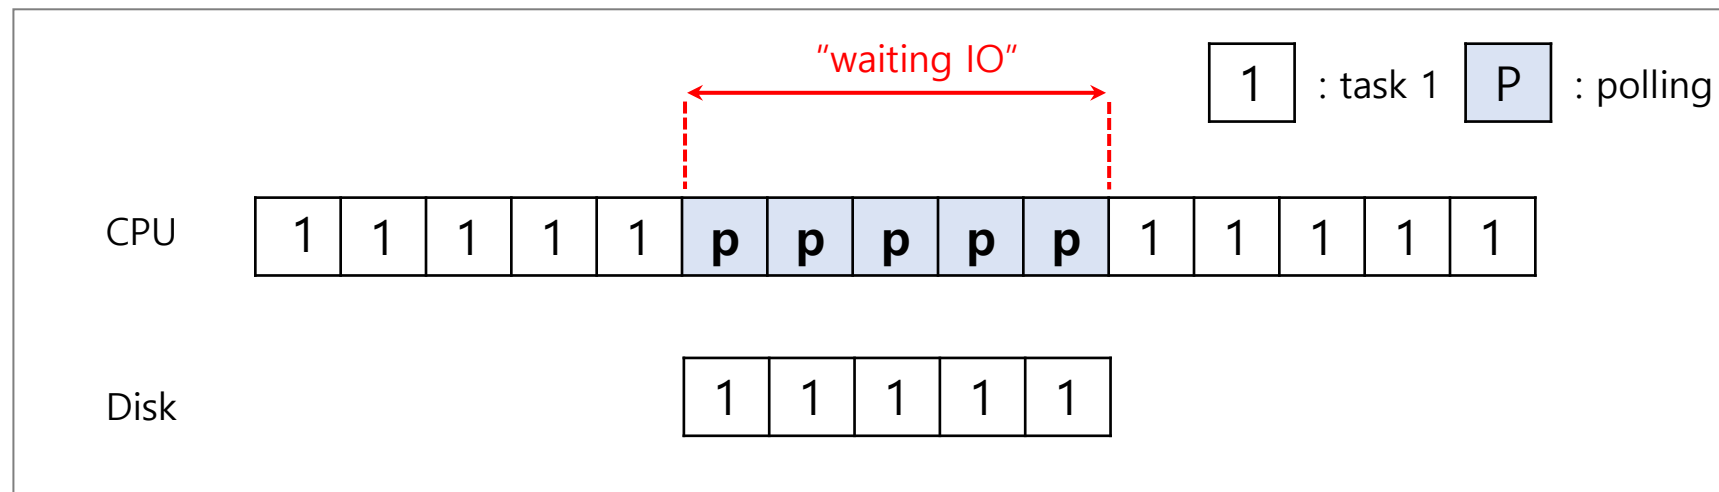 "waiting IO"
1 : task 1 P : polling
CPU 1 1 1 1 1 p p p p p 1 1 1 1 1
Disk 1 1 1 1 1